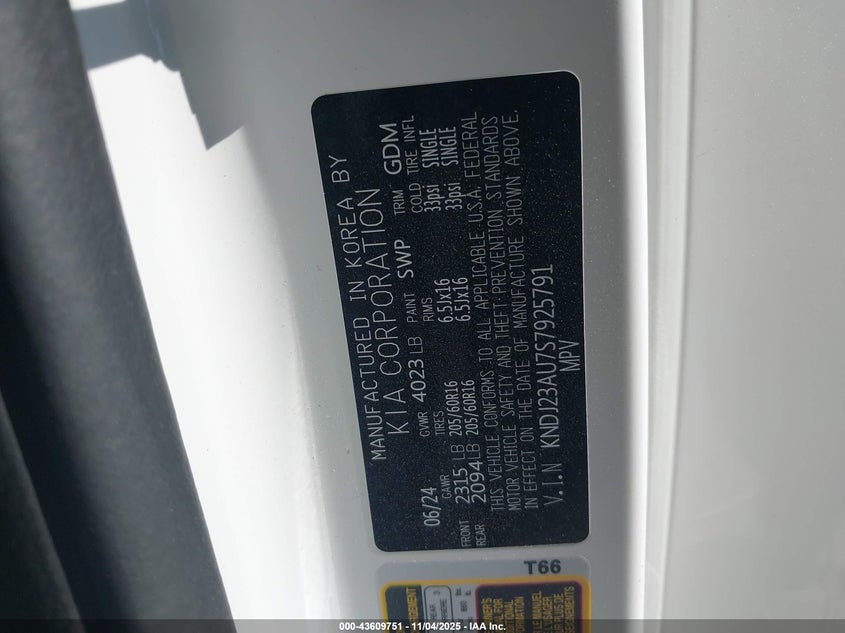 MANUFACTURED IN KOREA BY
KIA CORPORATION
06/24 GVWR 4023 LB PAINT SWP TRIM GDM
GAWR TIRES RIMS COLD TIRE INFL
FRONT 2315 LB 205/60R16 6.5Jx16 33psi SINGLE
REAR 2094 LB 205/60R16 6.5Jx16 33psi SINGLE
THIS VEHICLE CONFORMS TO ALL APPLICABLE U.S.A. FEDERAL
MOTOR VEHICLE SAFETY AND THEFT PREVENTION STANDARDS
IN EFFECT ON THE DATE OF MANUFACTURE SHOWN ABOVE.
V.I.N KNDJ23AU7S7925791
MPV
T66
000-43609751 - 11/04/2025 - IAA Inc.